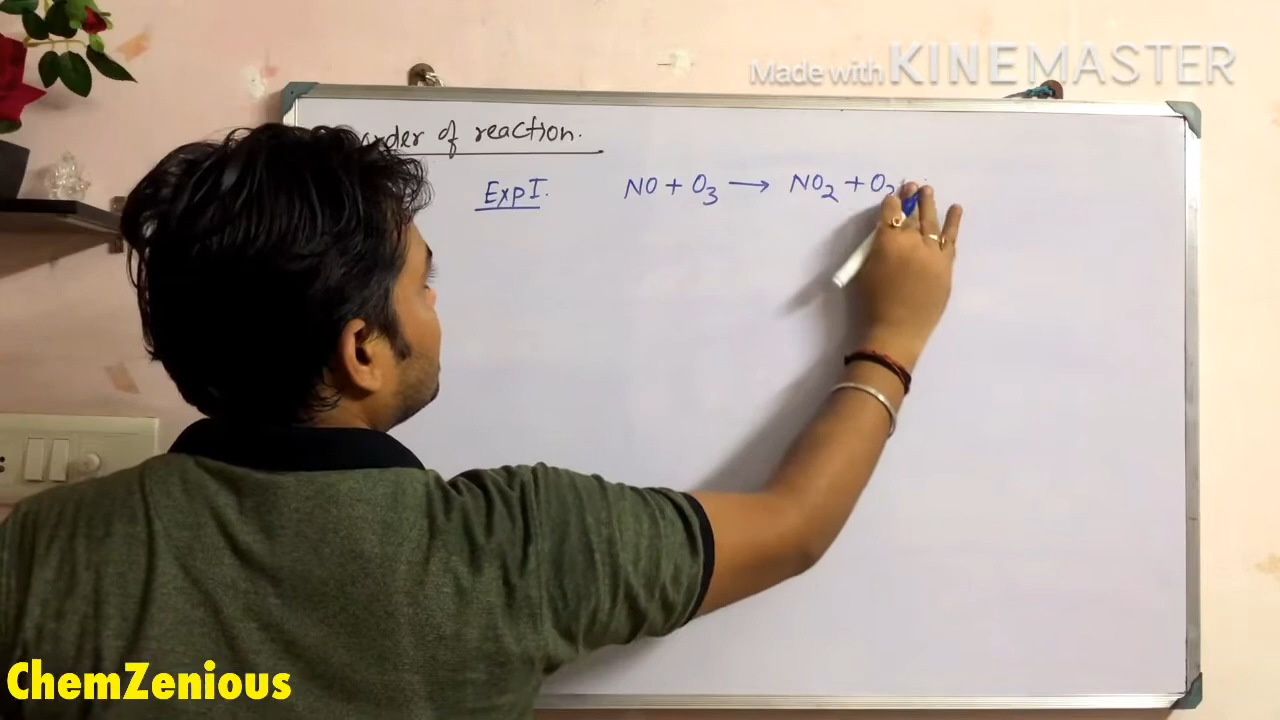 Made with KINEMASTER
order of reaction.
ExpI. NO + O3 → NO2 + O2
ChemZenious